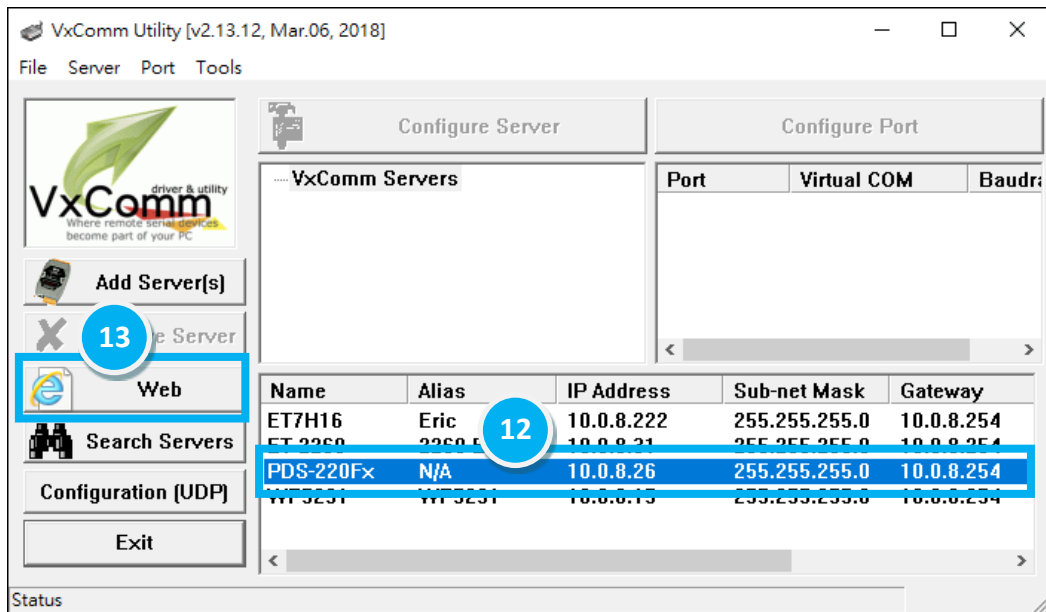 VxComm Utility [v2.13.12, Mar.06, 2018]
File Server Port Tools
VxComm
driver & utility
Where remote serial devices
become part of your PC
Configure Server
Configure Port
VxComm Servers
Port Virtual COM Baudra
Add Server(s)
13
Server
Web
Search Servers
Configuration (UDP)
Exit
Name Alias IP Address Sub-net Mask Gateway
ET7H16 Eric 10.0.8.222 255.255.255.0 10.0.8.254
12
PDS-220Fx N/A 10.0.8.26 255.255.255.0 10.0.8.254
Status